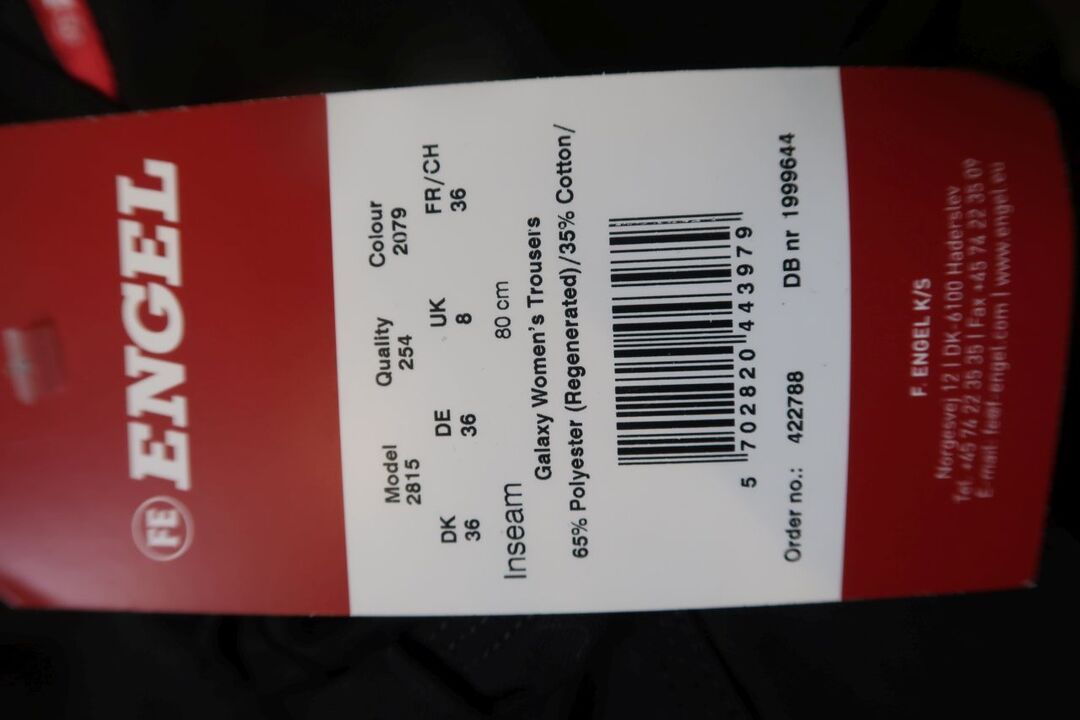 FE ENGEL
Model Quality Colour
2815 254 2079
DK DE UK FR/CH
36 36 8 36
Inseam 80 cm
Galaxy Women's Trousers
65% Polyester (Regenerated)/35% Cotton/
5 702820 443979
Order no.: 422788 DB nr 1999644
F. ENGEL K/S
Norgesvej 12 | DK-6100 Haderslev
Tel. +45 74 22 35 35 | Fax +45 74 22 35 09
E-mail: fe@f-engel.com | www.engel.eu